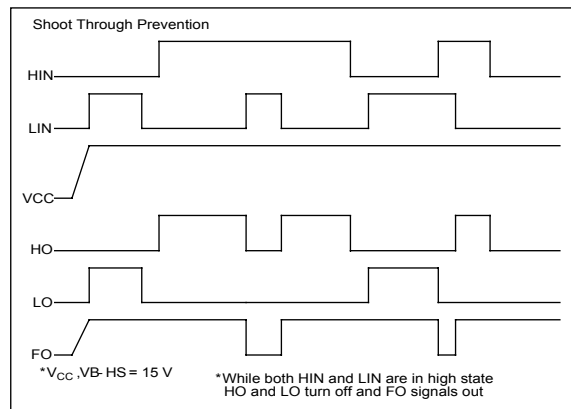 Shoot Through Prevention
HIN
LIN
VCC
HO
LO
FO
*VCC ,VB- HS = 15 V
*While both HIN and LIN are in high state
HO and LO turn off and FO signals out